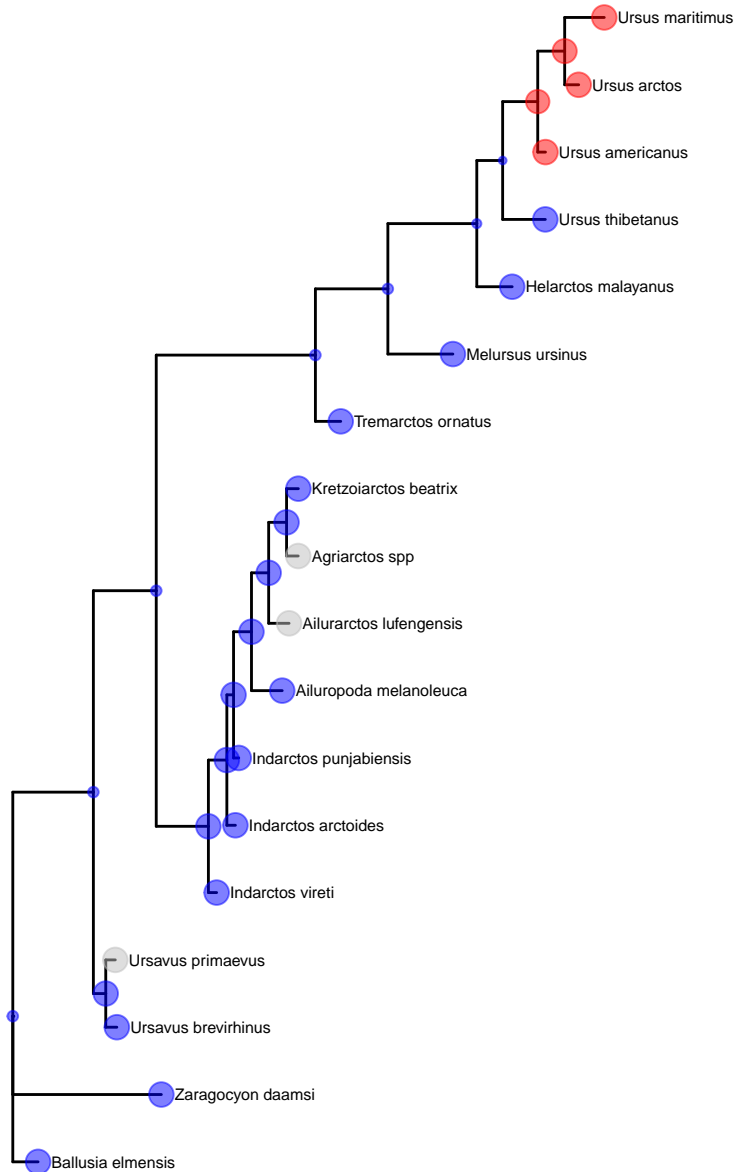 Ursus maritimus
Ursus arctos
Ursus americanus
Ursus thibetanus
Helarctos malayanus
Melursus ursinus
Tremarctos ornatus
Kretzoiarctos beatrix
Agriarctos spp
Ailurarctos lufengensis
Ailuropoda melanoleuca
Indarctos punjabiensis
Indarctos arctoides
Indarctos vireti
Ursavus primaevus
Ursavus brevirhinus
Zaragocyon daamsi
Ballusia elmensis